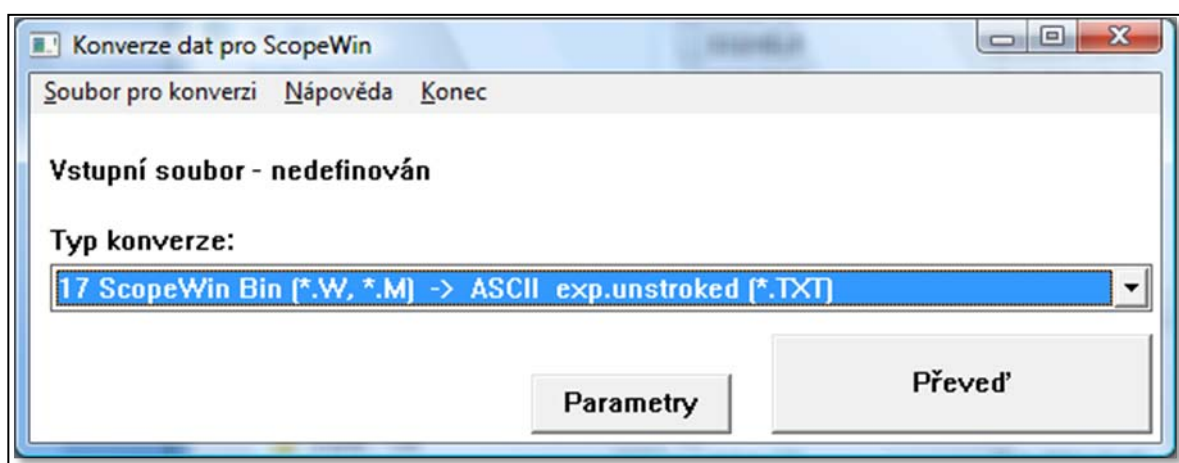 Konverze dat pro ScopeWin
Soubor pro konverzi Nápověda Konec
Vstupní soubor - nedefinován
Typ konverze:
17 ScopeWin Bin (*.W, *.M) -> ASCII exp.unstroked (*.TXT)
Převeď
Parametry